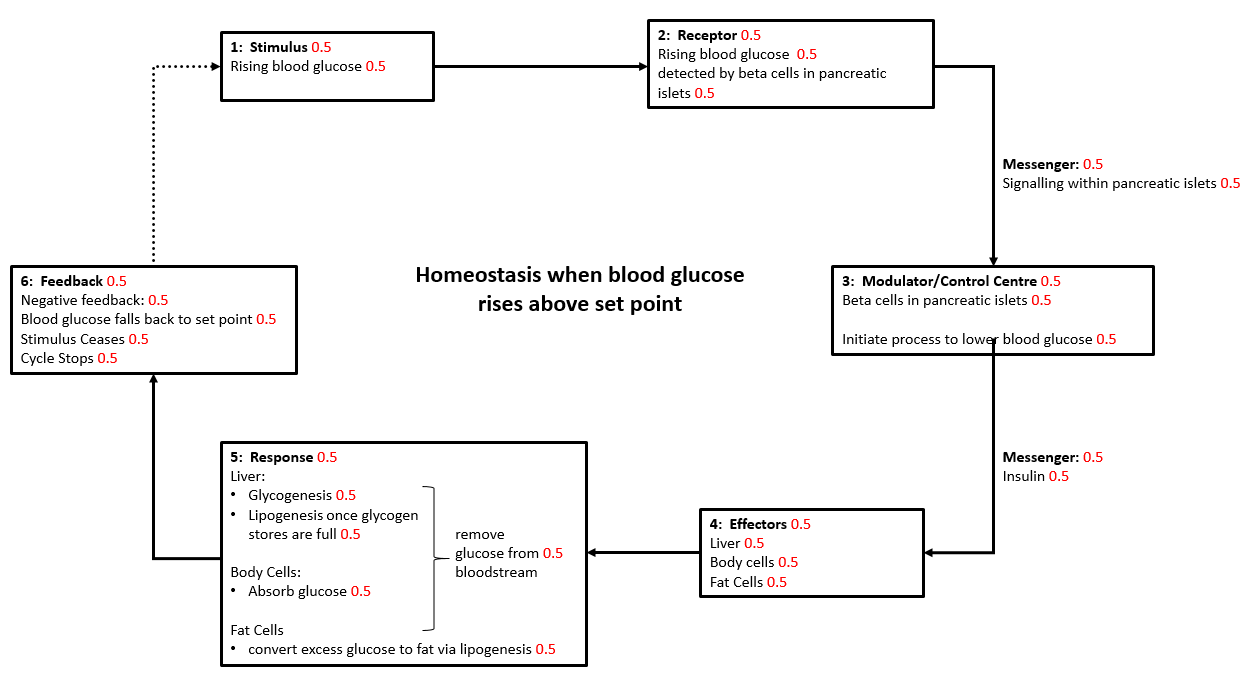 1:  Stimulus 0.5
Rising blood glucose 0.5
2:  Receptor 0.5
Rising blood glucose  0.5
detected by beta cells in pancreatic
islets 0.5
Messenger: 0.5
Signalling within pancreatic islets 0.5
Homeostasis when blood glucose
rises above set point
3:  Modulator/Control Centre 0.5
Beta cells in pancreatic islets 0.5
Initiate process to lower blood glucose 0.5
Messenger: 0.5
Insulin 0.5
4:  Effectors 0.5
Liver 0.5
Body cells 0.5
Fat Cells 0.5
5:  Response 0.5
Liver:
• Glycogenesis 0.5
• Lipogenesis once glycogen
stores are full 0.5
Body Cells:
• Absorb glucose 0.5
Fat Cells
• convert excess glucose to fat via lipogenesis 0.5
remove
glucose from 0.5
bloodstream
6:  Feedback 0.5
Negative feedback: 0.5
Blood glucose falls back to set point 0.5
Stimulus Ceases 0.5
Cycle Stops 0.5